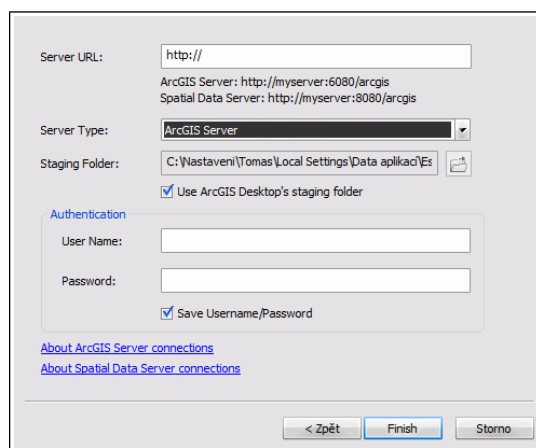 Server URL: http://
ArcGIS Server: http://myserver:6080/arcgis
Spatial Data Server: http://myserver:8080/arcgis
Server Type: ArcGIS Server
Staging Folder: C:\Nastaveni\Tomas\Local Settings\Data aplikací\Es
Use ArcGIS Desktop's staging folder
Authentication
User Name:
Password:
Save Username/Password
About ArcGIS Server connections
About Spatial Data Server connections
< Zpět Finish Storno